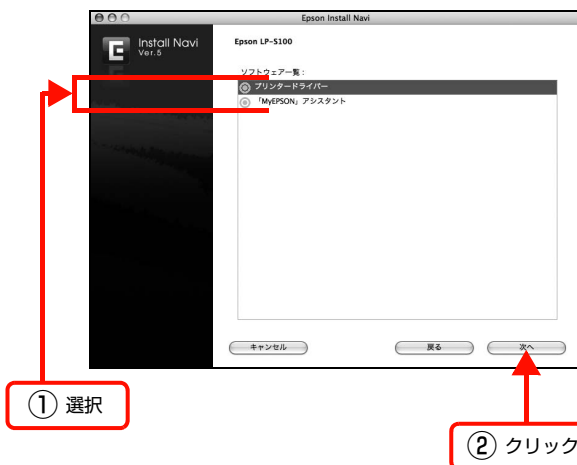 Epson Install Navi
Install Navi
Ver.5
Epson LP-S100
ソフトウェア一覧：
プリンタードライバー
「MyEPSON」アシスタント
キャンセル
戻る
次へ
① 選択
② クリック